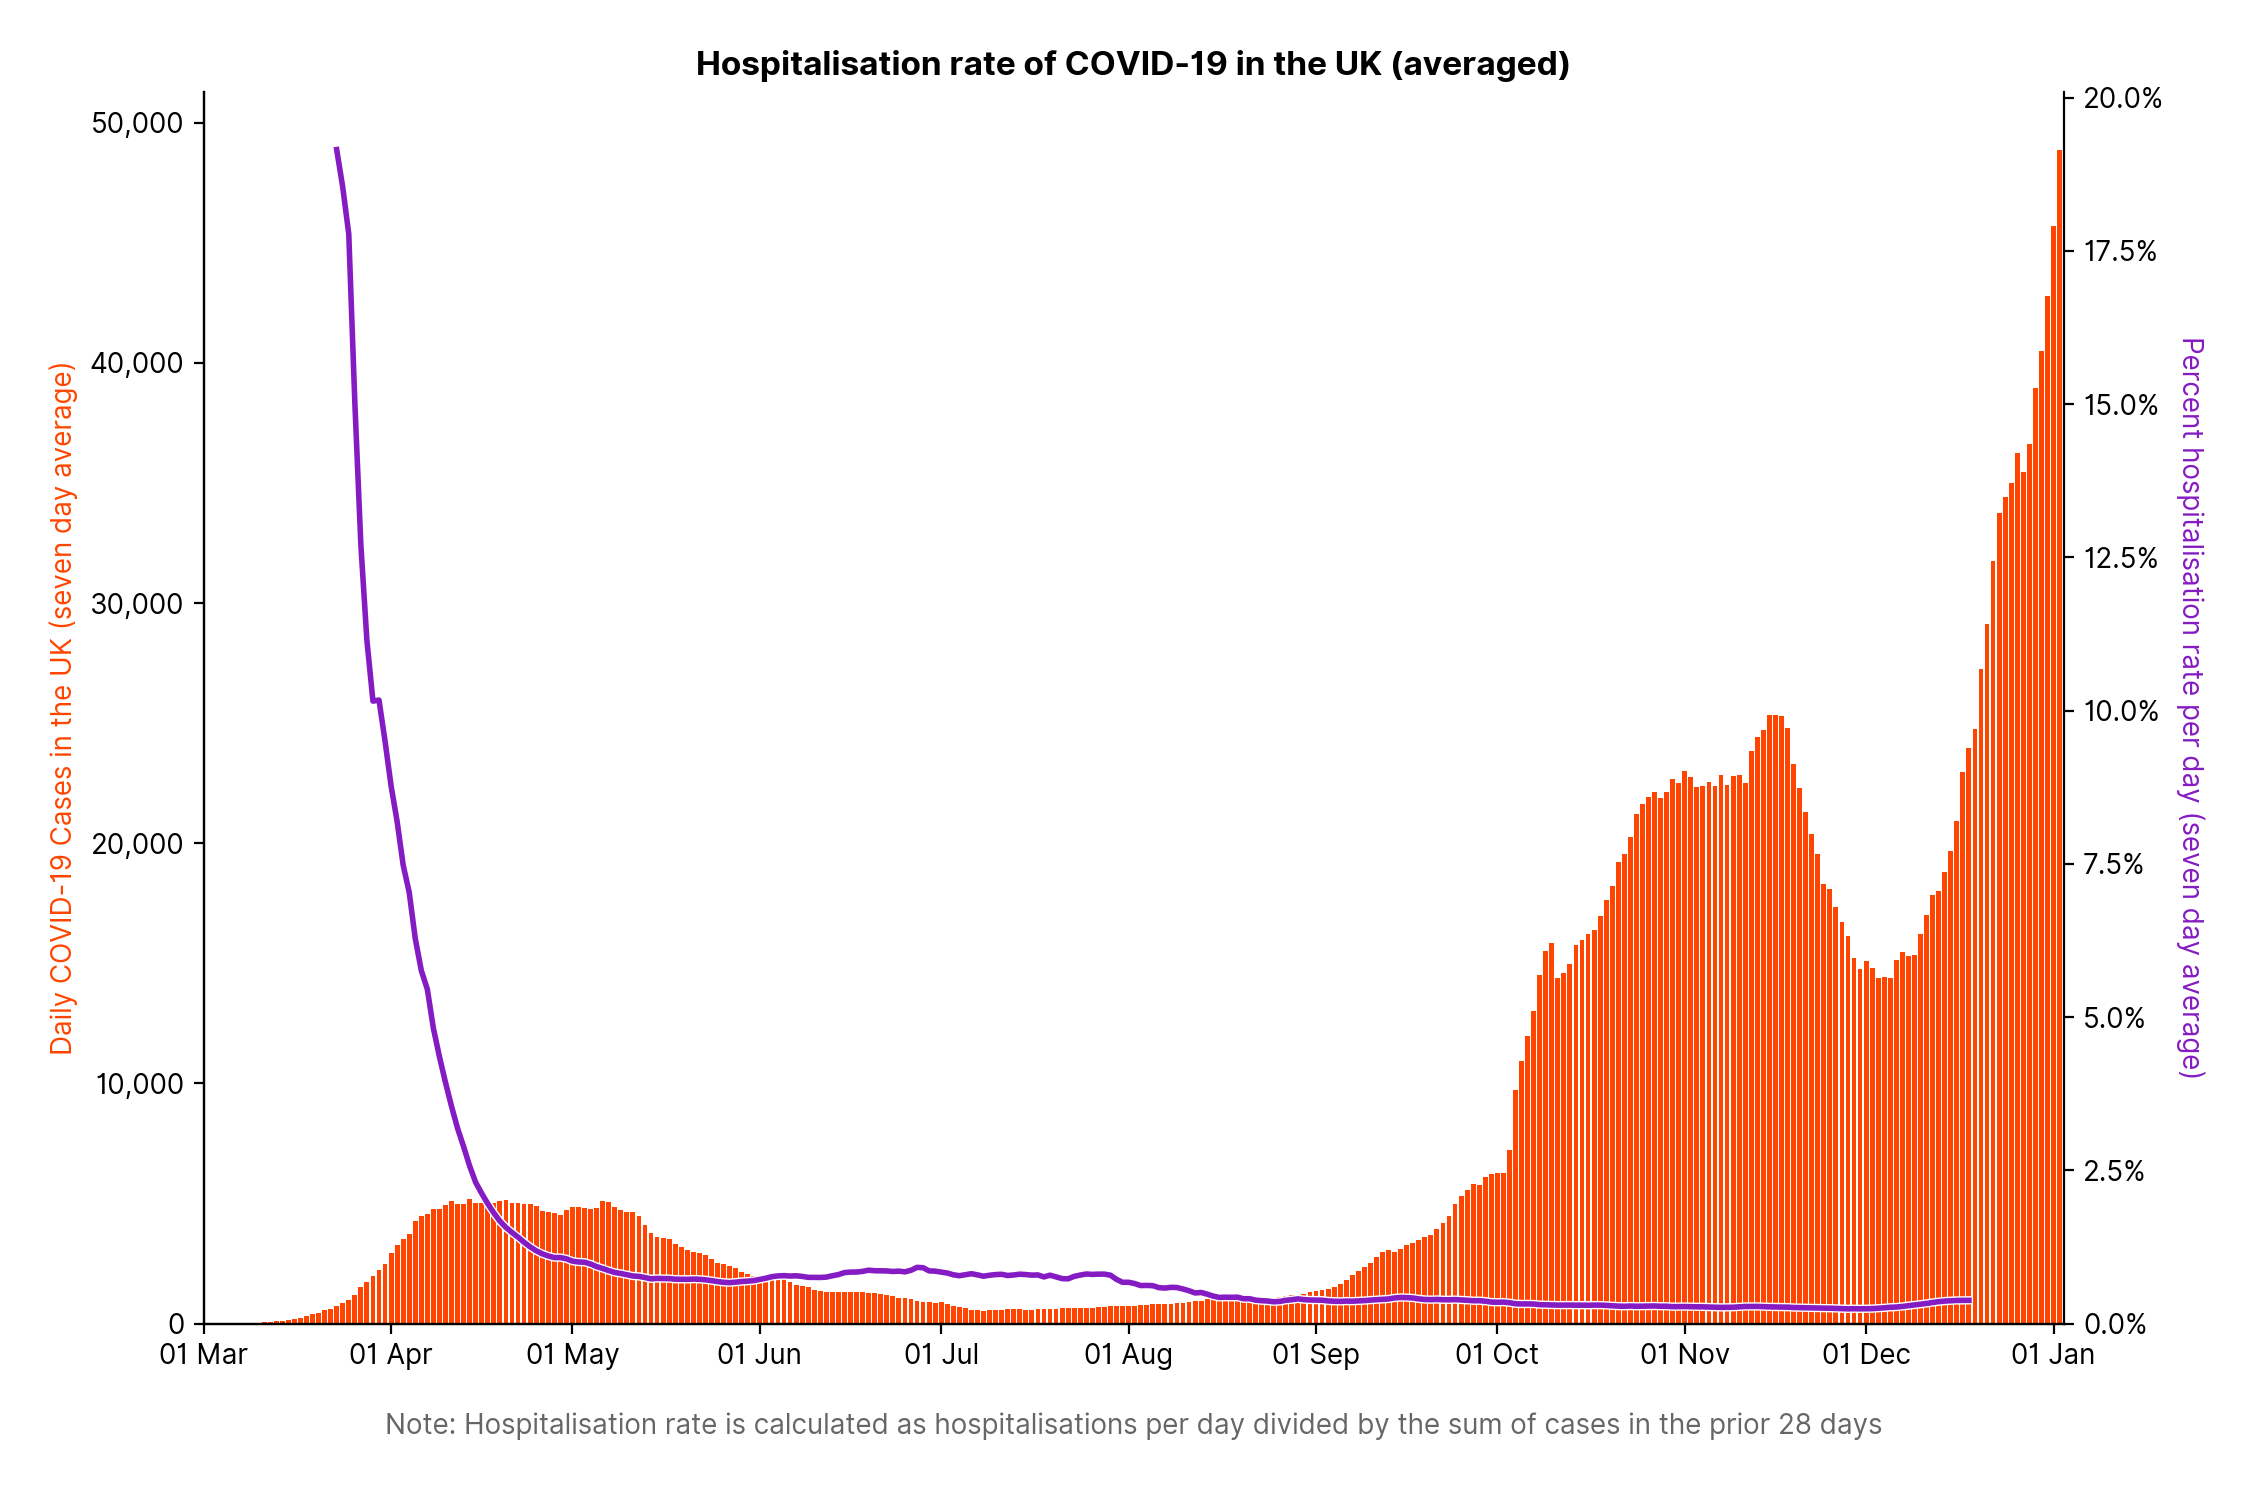 Hospitalisation rate of COVID-19 in the UK (averaged)
50,000
40,000
30,000
20,000
10,000
0
Daily COVID-19 Cases in the UK (seven day average)
20.0%
17.5%
15.0%
12.5%
10.0%
7.5%
5.0%
2.5%
0.0%
Percent hospitalisation rate per day (seven day average)
01 Mar
01 Apr
01 May
01 Jun
01 Jul
01 Aug
01 Sep
01 Oct
01 Nov
01 Dec
01 Jan
Note: Hospitalisation rate is calculated as hospitalisations per day divided by the sum of cases in the prior 28 days